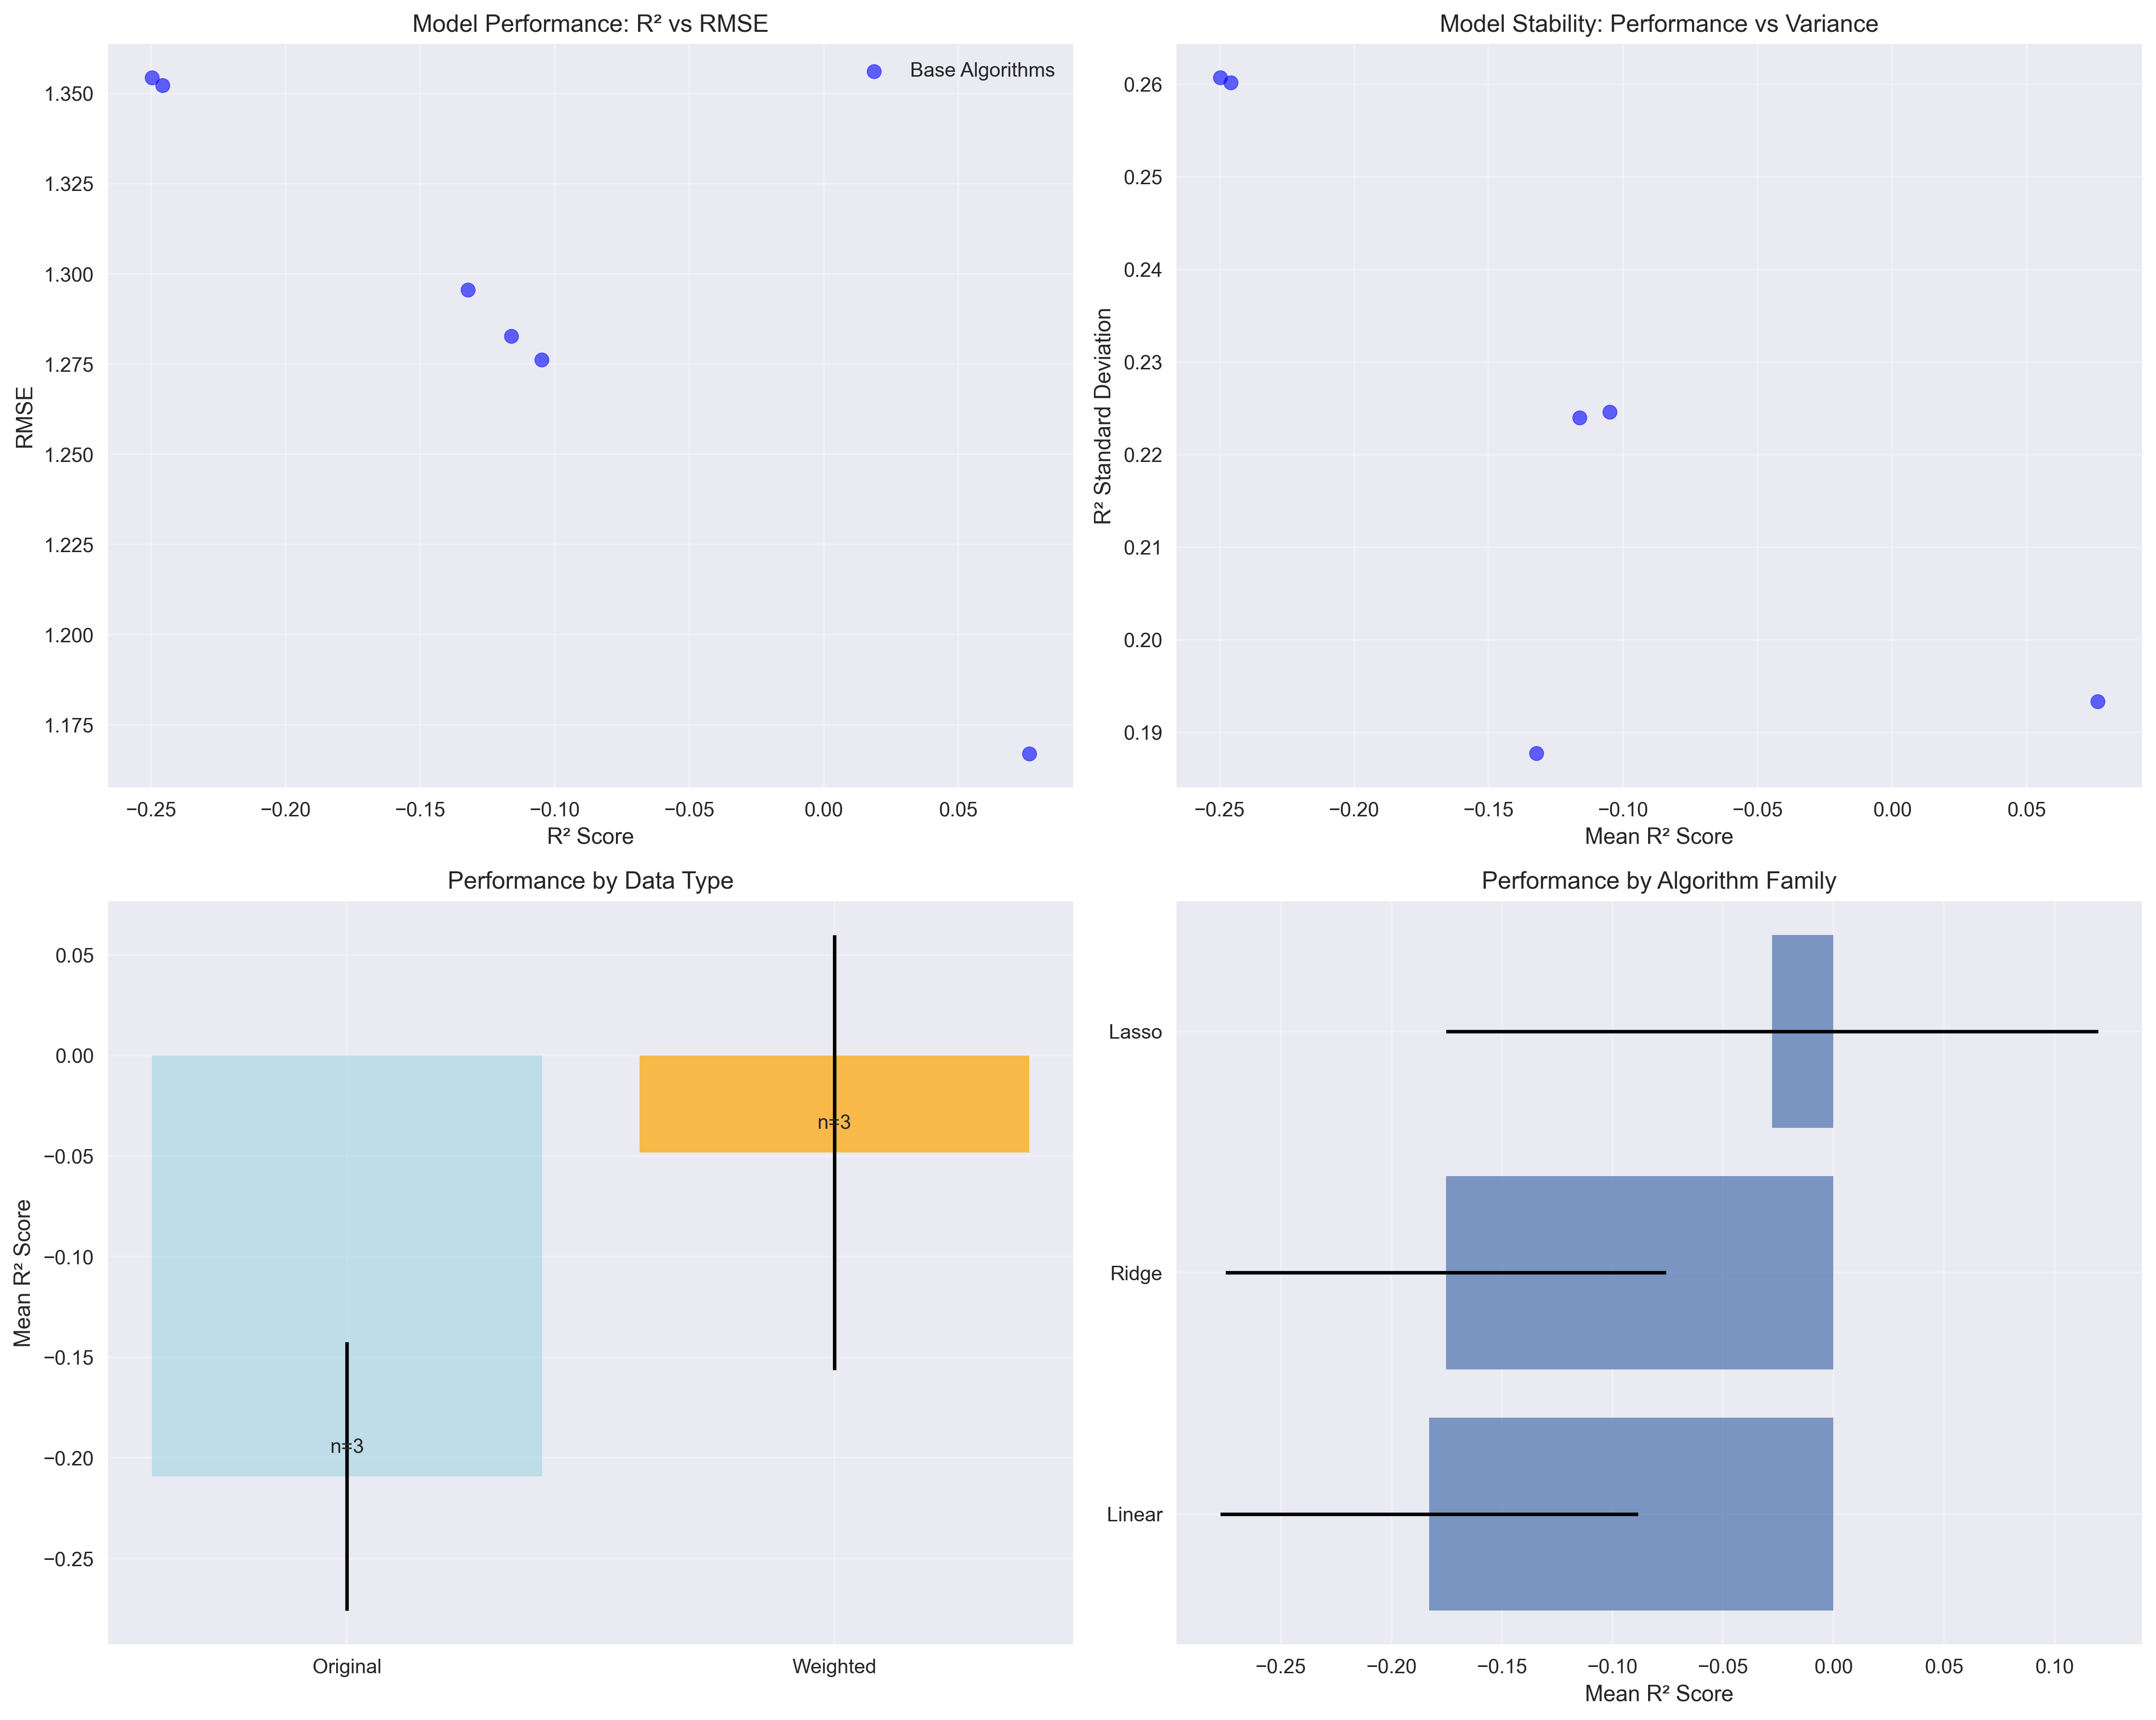 Model Performance: R² vs RMSE
Base Algorithms
1.350
1.325
1.300
1.275
1.250
1.225
1.200
1.175
RMSE
−0.25 −0.20 −0.15 −0.10 −0.05 0.00 0.05
R² Score
Model Stability: Performance vs Variance
0.26
0.25
0.24
0.23
0.22
0.21
0.20
0.19
R² Standard Deviation
−0.25 −0.20 −0.15 −0.10 −0.05 0.00 0.05
Mean R² Score
Performance by Data Type
0.05
0.00
−0.05
−0.10
−0.15
−0.20
−0.25
Mean R² Score
n=3
n=3
Original Weighted
Performance by Algorithm Family
Lasso
Ridge
Linear
−0.25 −0.20 −0.15 −0.10 −0.05 0.00 0.05 0.10
Mean R² Score